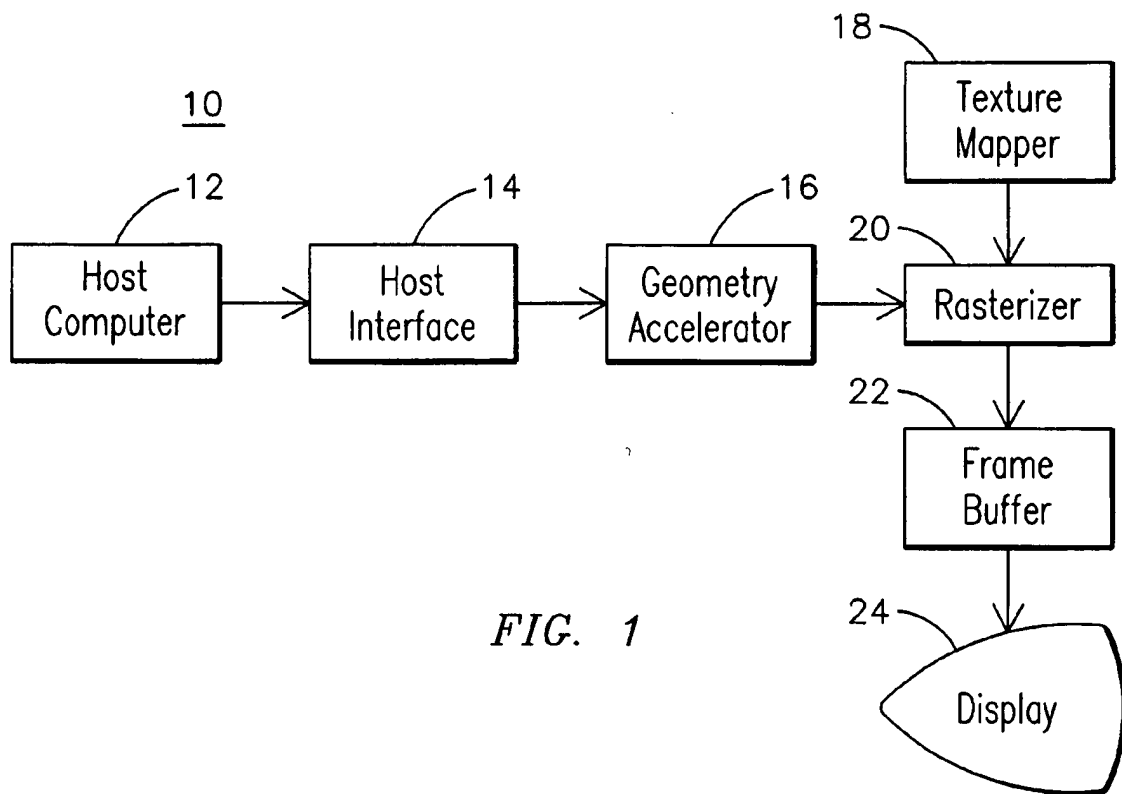 18
Texture
Mapper
10
12
14
16
20
Host
Computer
Host
Interface
Geometry
Accelerator
Rasterizer
22
Frame
Buffer
FIG. 1
24
Display